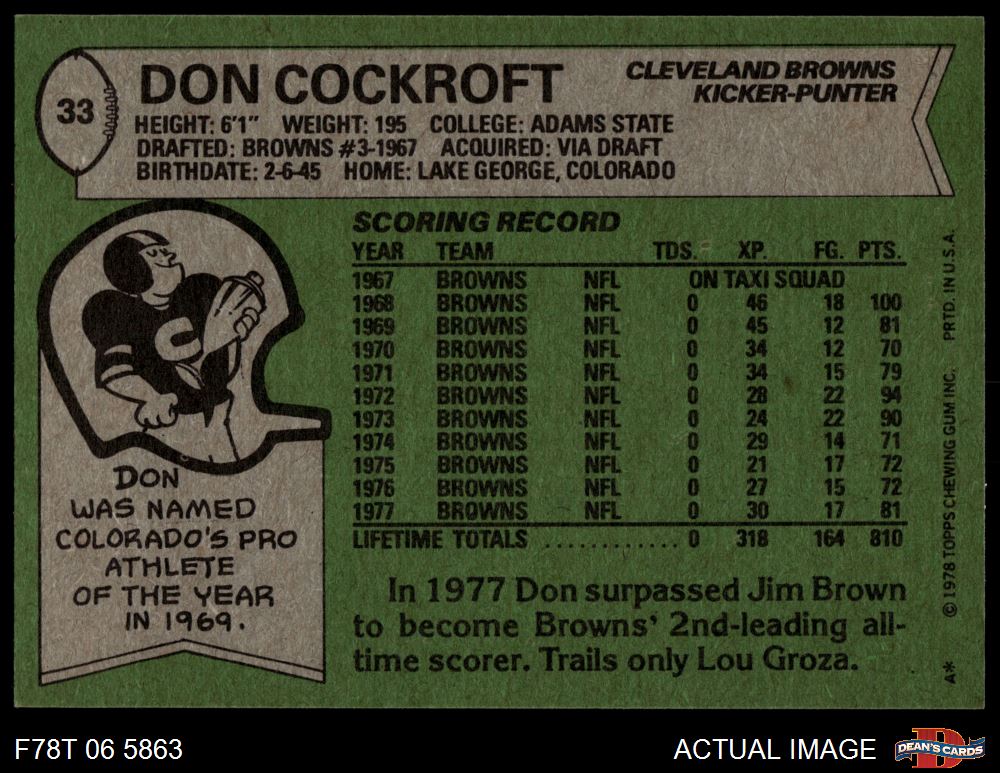 33
DON COCKROFT
CLEVELAND BROWNS
KICKER-PUNTER
HEIGHT: 6'1" WEIGHT: 195 COLLEGE: ADAMS STATE
DRAFTED: BROWNS #3-1967 ACQUIRED: VIA DRAFT
BIRTHDATE: 2-6-45 HOME: LAKE GEORGE, COLORADO
SCORING RECORD
YEAR TEAM TDS. XP. FG. PTS.
1967 BROWNS NFL ON TAXI SQUAD
1968 BROWNS NFL 0 46 18 100
1969 BROWNS NFL 0 45 12 81
1970 BROWNS NFL 0 34 12 70
1971 BROWNS NFL 0 34 15 79
1972 BROWNS NFL 0 28 22 94
1973 BROWNS NFL 0 24 22 90
1974 BROWNS NFL 0 29 14 71
1975 BROWNS NFL 0 21 17 72
1976 BROWNS NFL 0 27 15 72
1977 BROWNS NFL 0 30 17 81
LIFETIME TOTALS ............. 0 318 164 810
In 1977 Don surpassed Jim Brown
to become Browns' 2nd-leading all-
time scorer. Trails only Lou Groza.
C
DON
WAS NAMED
COLORADO'S PRO
ATHLETE
OF THE YEAR
IN 1969.
A* © 1978 TOPPS CHEWING GUM INC. PRTD. IN U.S.A.
F78T 06 5863
ACTUAL IMAGE
D
DEAN'S CARDS